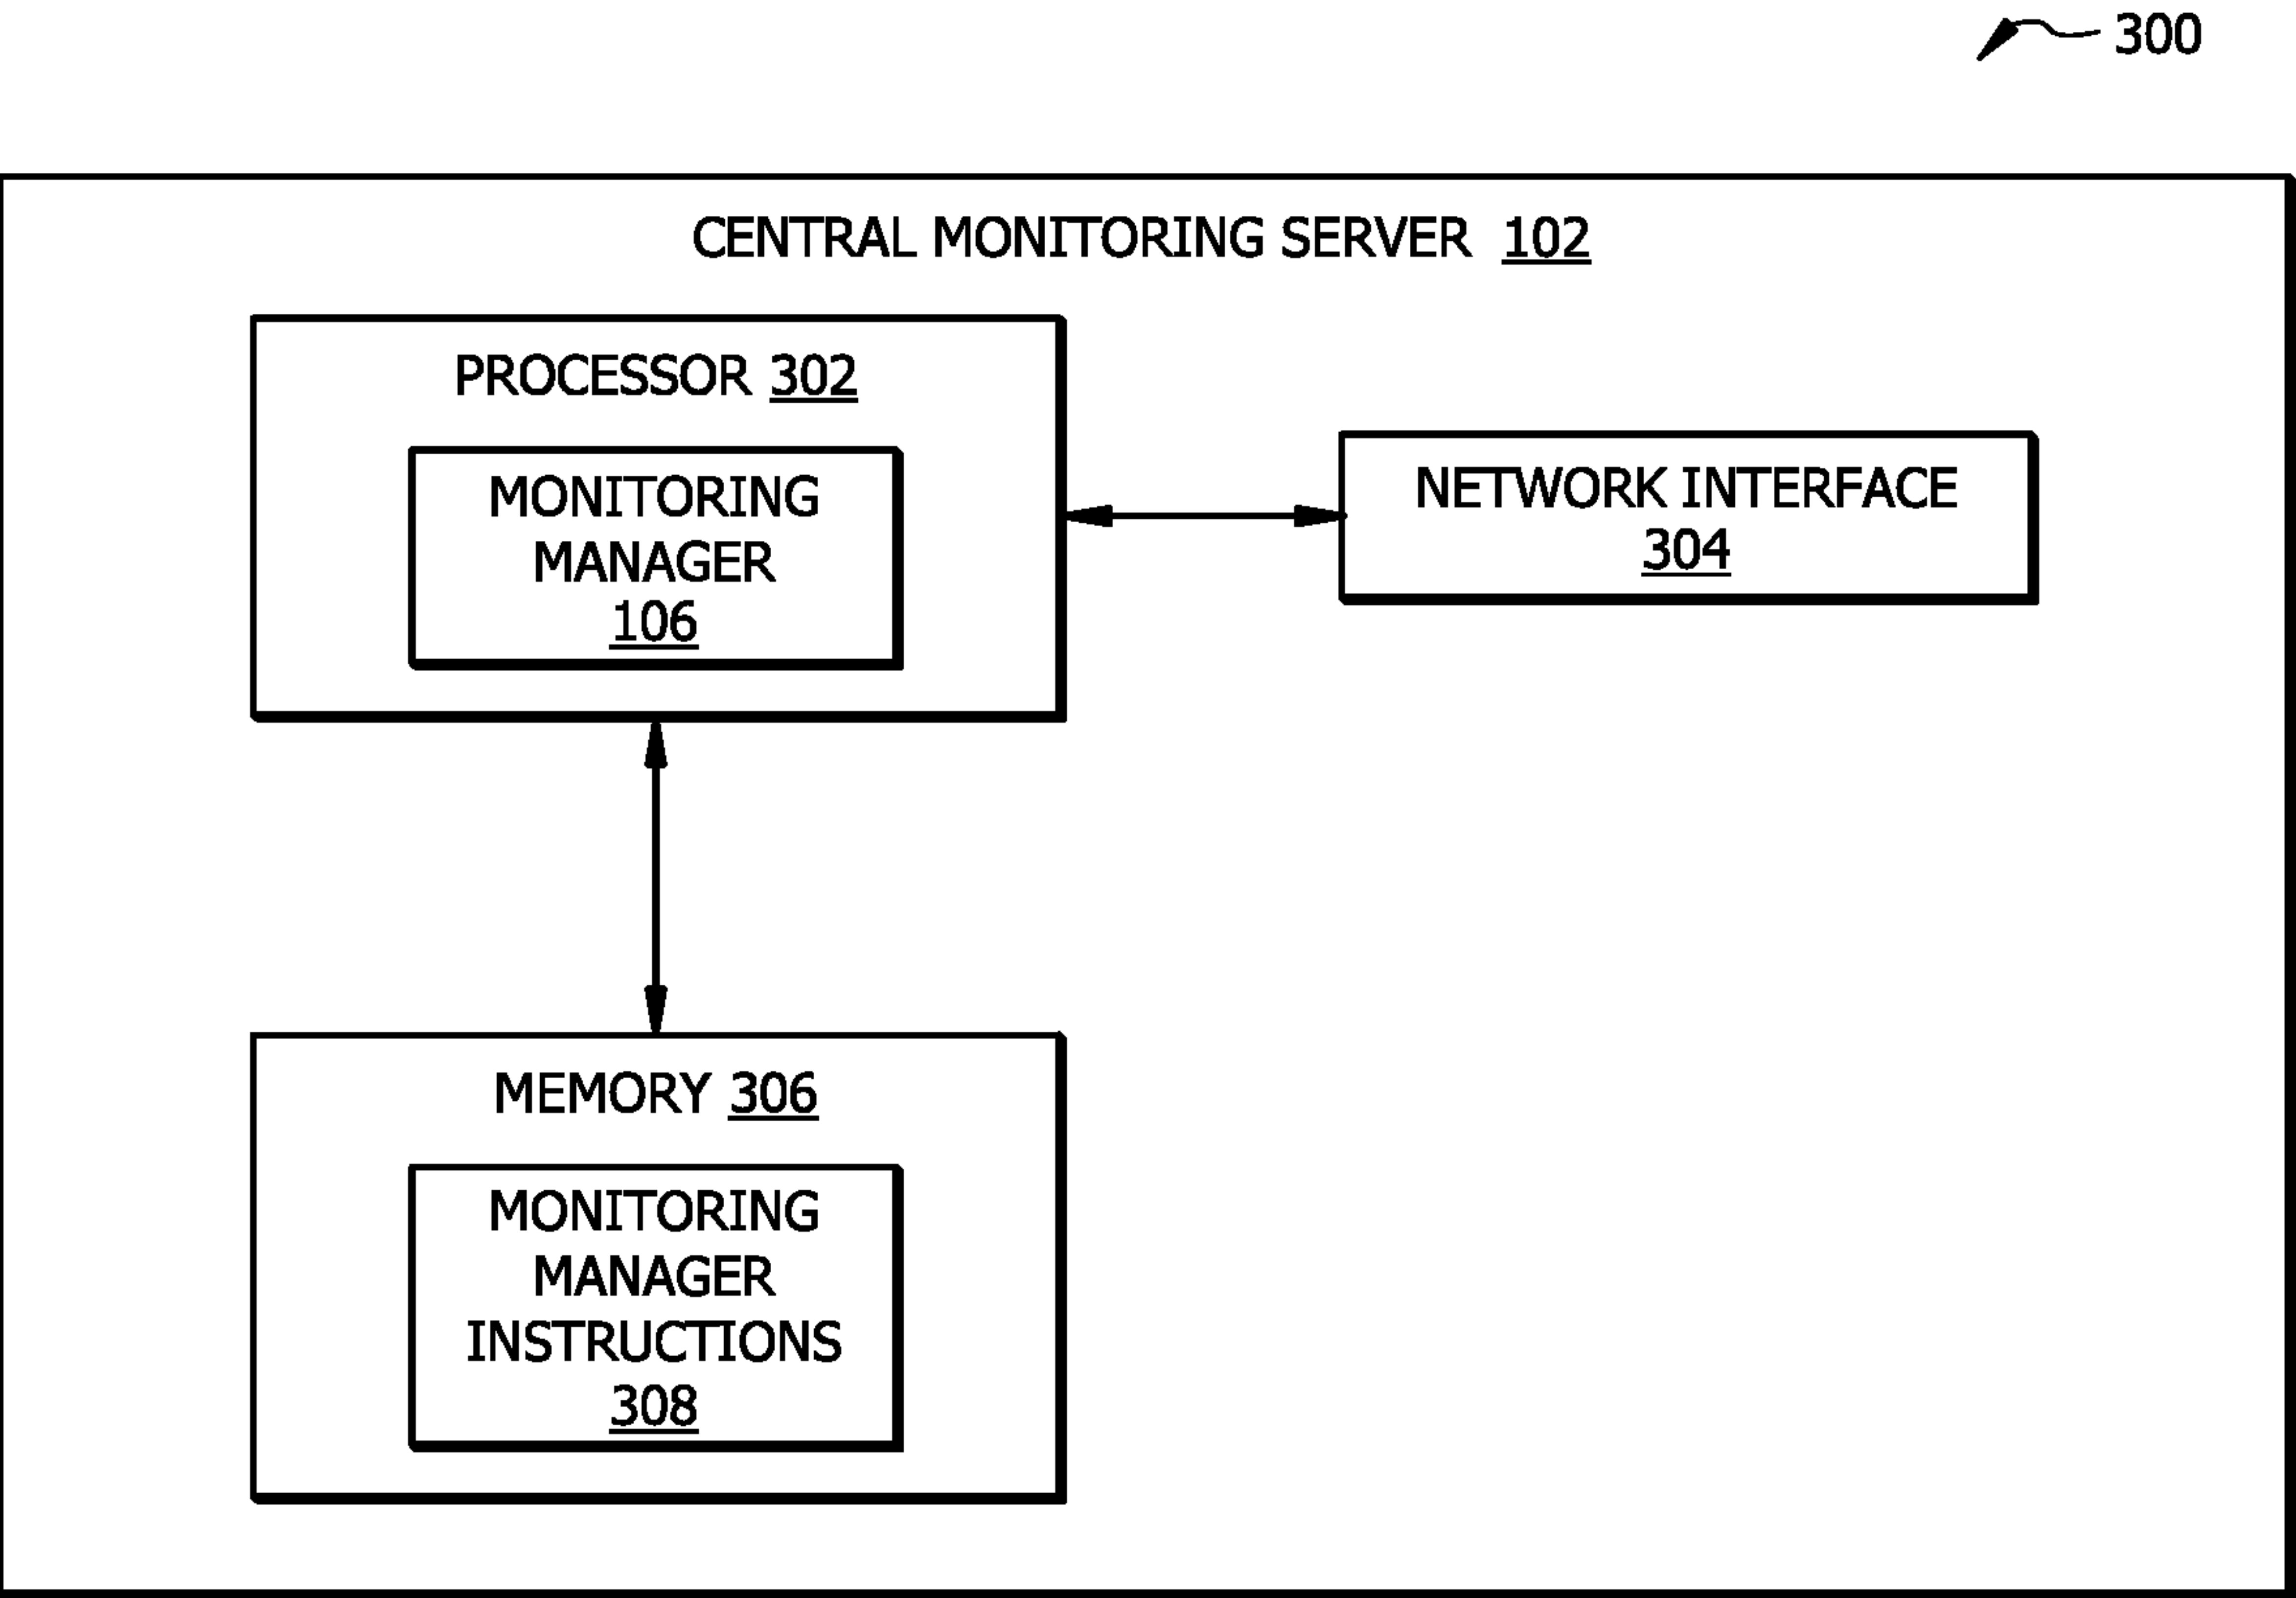 300
CENTRAL MONITORING SERVER 102
PROCESSOR 302
MONITORING
MANAGER
106
NETWORK INTERFACE
304
MEMORY 306
MONITORING
MANAGER
INSTRUCTIONS
308